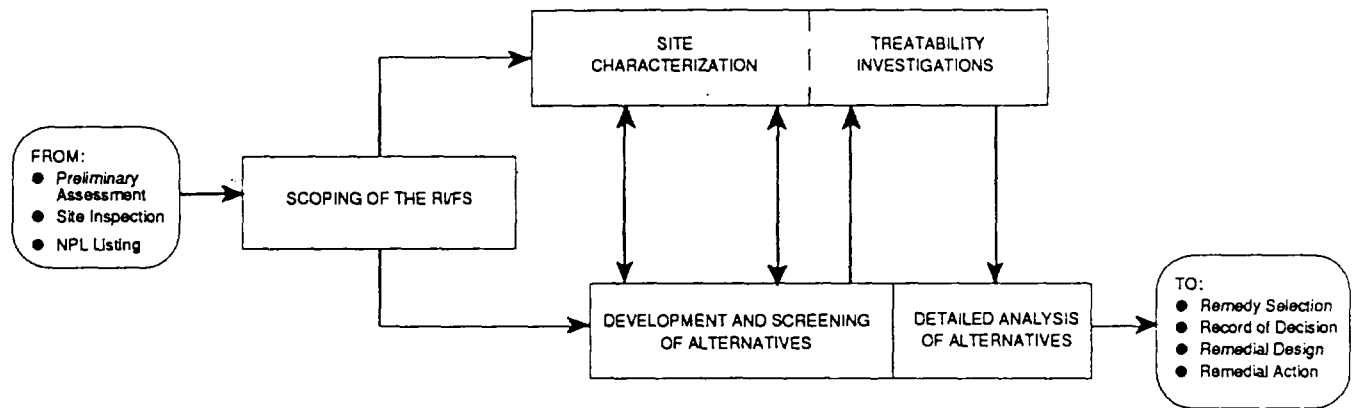 FROM:
● Preliminary
Assessment
● Site Inspection
● NPL Listing
SCOPING OF THE RI/FS
SITE
CHARACTERIZATION
TREATABILITY
INVESTIGATIONS
DEVELOPMENT AND SCREENING
OF ALTERNATIVES
DETAILED ANALYSIS
OF ALTERNATIVES
TO:
● Remedy Selection
● Record of Decision
● Remedial Design
● Remedial Action